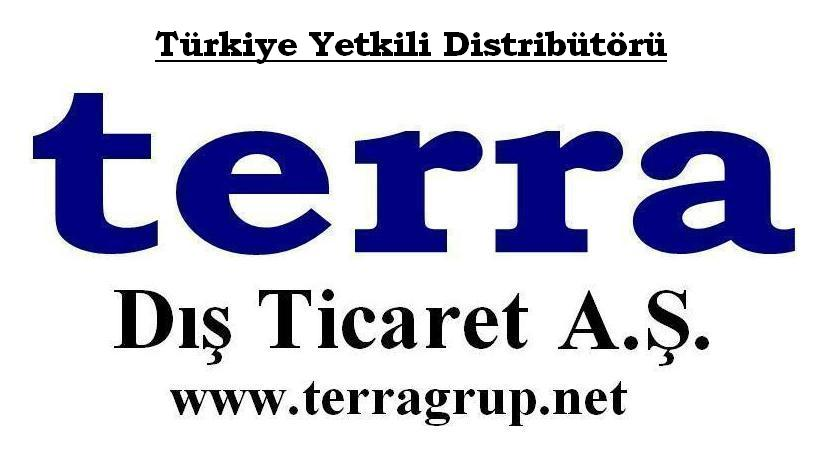 Türkiye Yetkili Distribütörü
terra
Dış Ticaret A.Ş.
www.terragrup.net